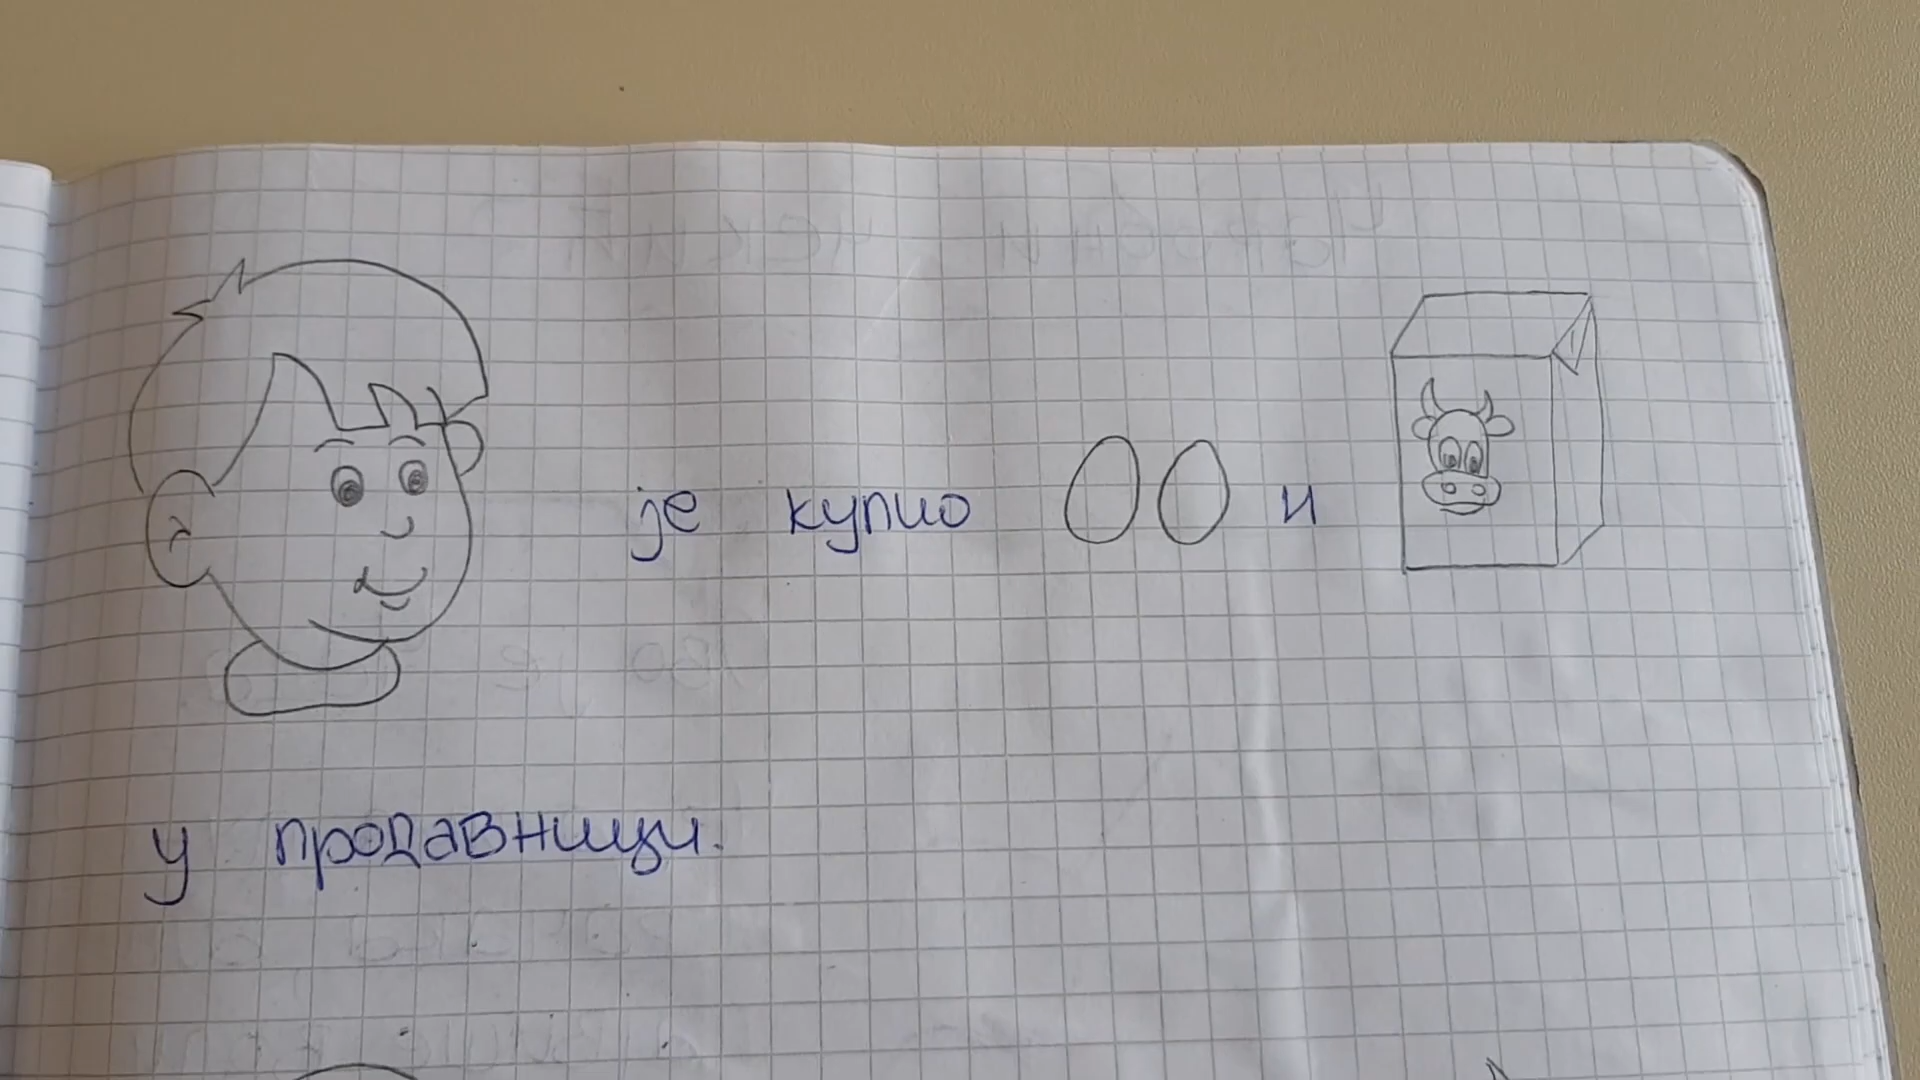 је купио и
у продавници.